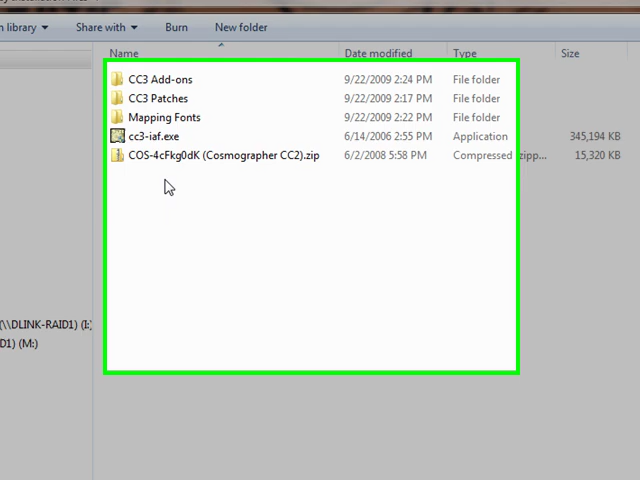 n library Share with Burn New folder
Name Date modified Type Size
CC3 Add-ons 9/22/2009 2:24 PM File folder
CC3 Patches 9/22/2009 2:17 PM File folder
Mapping Fonts 9/22/2009 2:22 PM File folder
cc3-iaf.exe 6/14/2006 2:55 PM Application 345,194 KB
COS-4cFkg0dK (Cosmographer CC2).zip 6/2/2008 5:58 PM Compressed (zipp... 15,320 KB
(\\DLINK-RAID1) (I:)
D1) (M:)